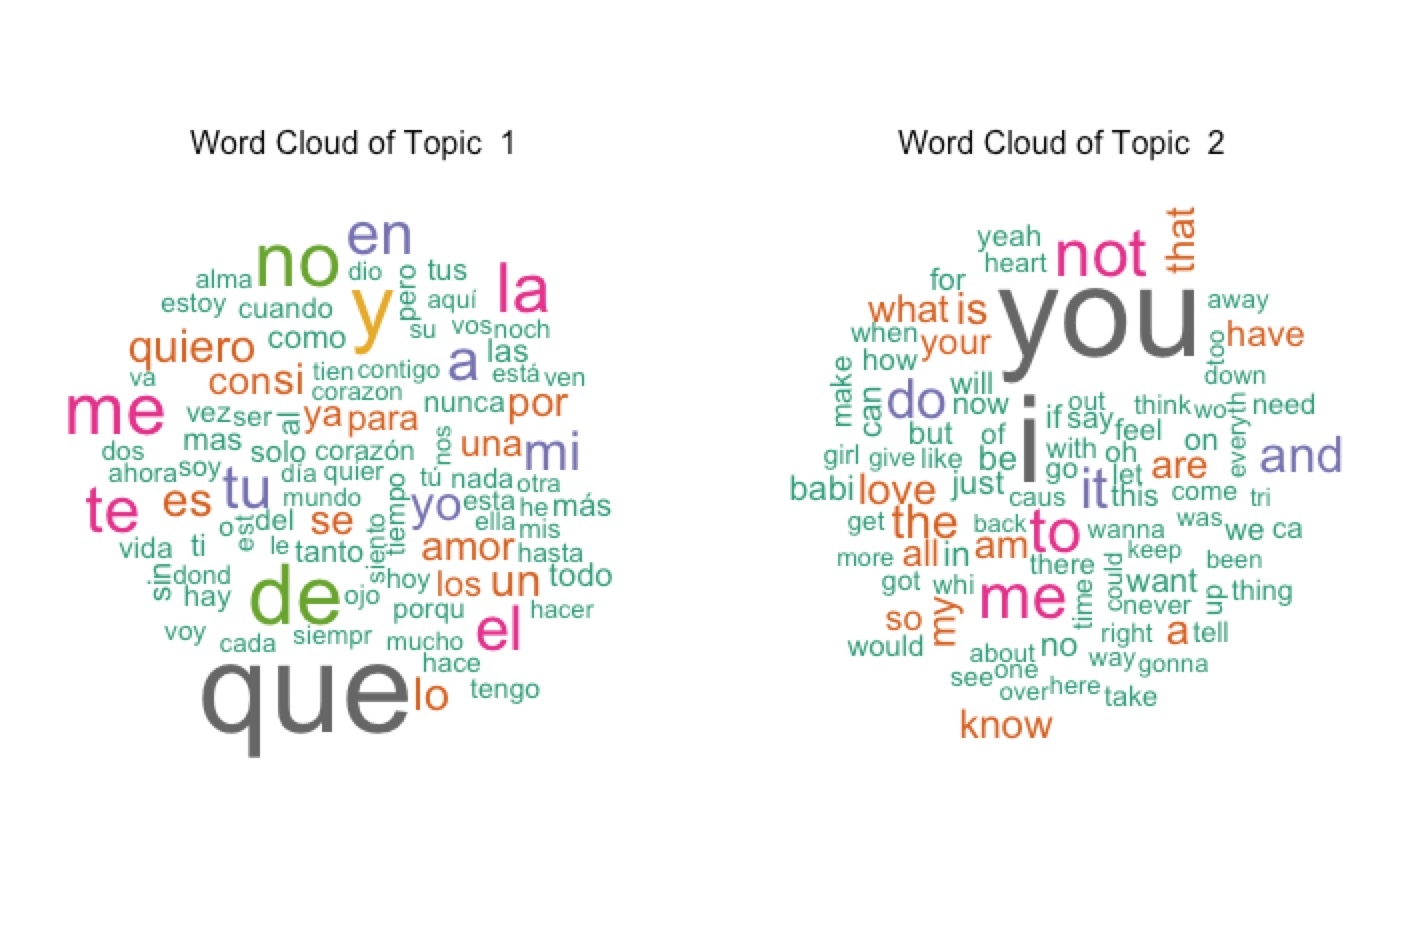 Word Cloud of Topic 1
en
no
alma
dio
pero
tus
la
estoy
cuando
y
aquí
su
vos
noch
quiero
como
a
las
va
consi
tien
contigo
está
ven
corazon
me
vez
ser
al
ya
para
nunca
por
dos
mas
solo
corazón
nos
una
mi
ahora
soy
día
quier
tú
nada
otra
te
es
tu
mundo
tiempo
yo
esta
he
más
o
est
del
se
siento
ella
mis
vida
ti
le
tanto
amor
hasta
sin
dond
hay
de
ojo
hoy
los
un
todo
porqu
hacer
voy
cada
siempr
mucho
el
hace
que
lo
tengo
Word Cloud of Topic 2
that
yeah
not
heart
for
what
is
you
away
when
your
too
have
how
down
make
can
do
will
now
i
if
out
say
think
wo
everyth
need
but
of
feel
on
girl
give
like
be
with
oh
and
go
let
are
babi
love
just
caus
it
this
come
tri
get
the
back
to
wanna
was
we
ca
more
all
in
am
there
keep
been
got
whi
me
time
could
want
up
thing
so
my
never
would
about
no
right
a
tell
see
one
way
gonna
over
here
take
know